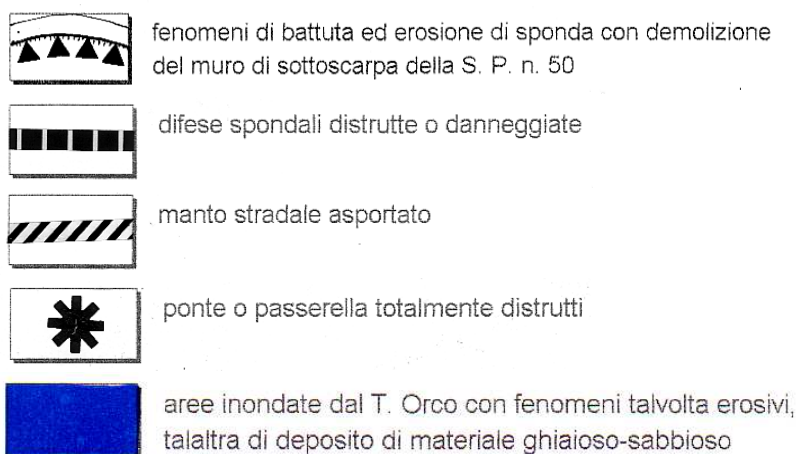 fenomeni di battuta ed erosione di sponda con demolizione
del muro di sottoscarpa della S. P. n. 50
difese spondali distrutte o danneggiate
manto stradale asportato
ponte o passerella totalmente distrutti
aree inondate dal T. Orco con fenomeni talvolta erosivi,
talaltra di deposito di materiale ghiaioso-sabbioso